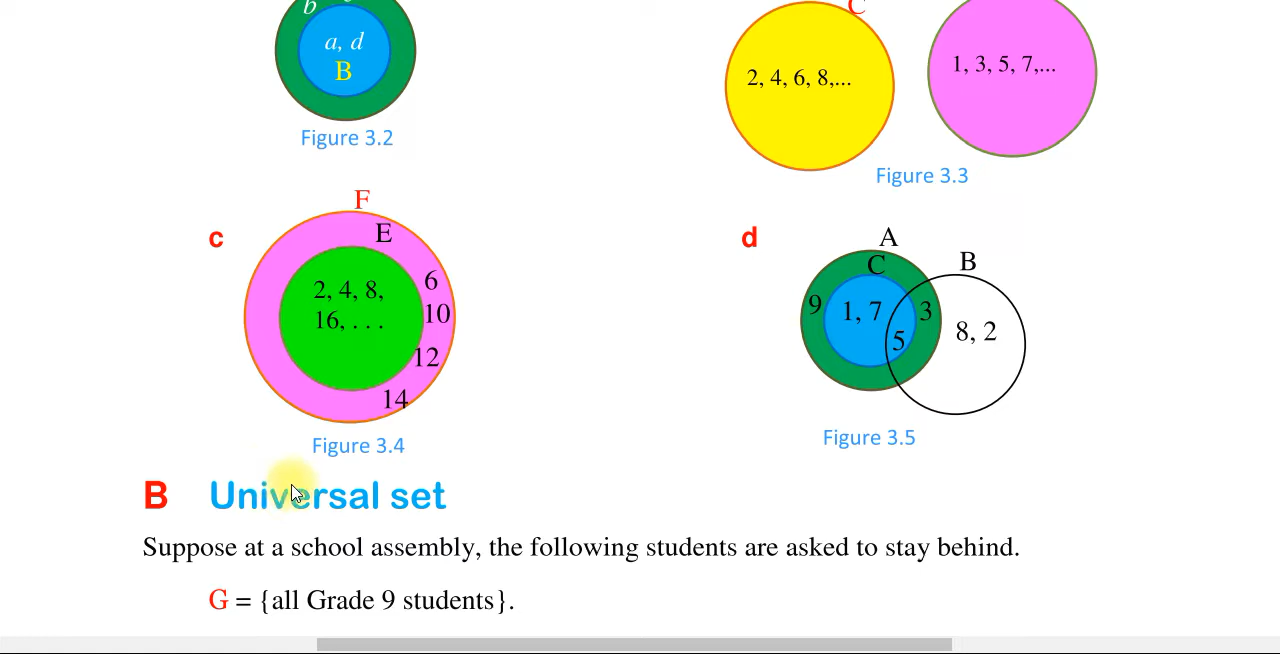 b
a, d
B
Figure 3.2
C
2, 4, 6, 8,...
1, 3, 5, 7,...
Figure 3.3
c
F
E
2, 4, 8,
16, . . .
6
10
12
14
Figure 3.4
d
A
C
B
9
1, 7
3
5
8, 2
Figure 3.5
B Universal set
Suppose at a school assembly, the following students are asked to stay behind.
G = {all Grade 9 students}.